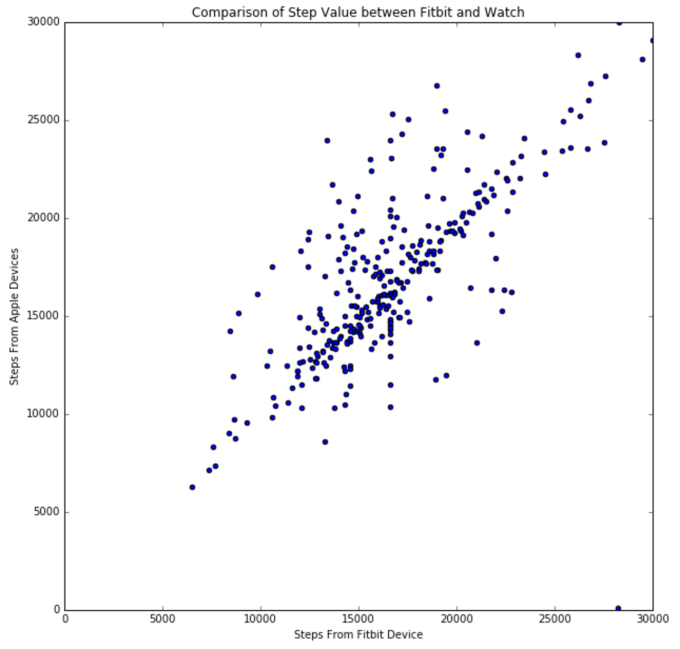 Comparison of Step Value between Fitbit and Watch
30000
25000
20000
15000
10000
5000
0
Steps From Apple Devices
0 5000 10000 15000 20000 25000 30000
Steps From Fitbit Device